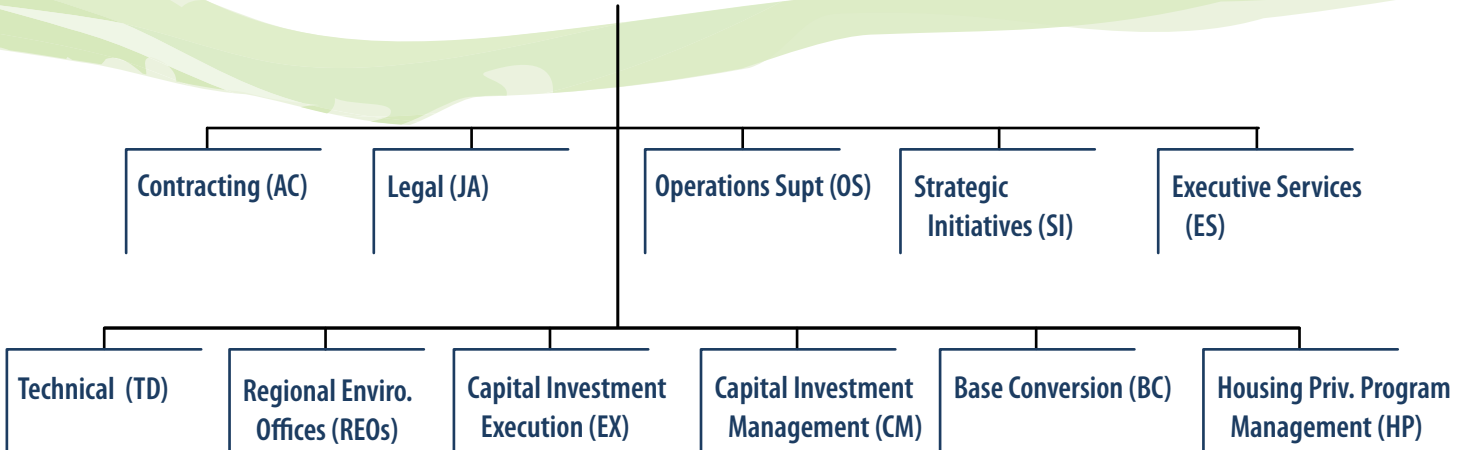 Contracting (AC)
Legal (JA)
Operations Supt (OS)
Strategic
Initiatives (SI)
Executive Services
(ES)
Technical (TD)
Regional Enviro.
Offices (REOs)
Capital Investment
Execution (EX)
Capital Investment
Management (CM)
Base Conversion (BC)
Housing Priv. Program
Management (HP)